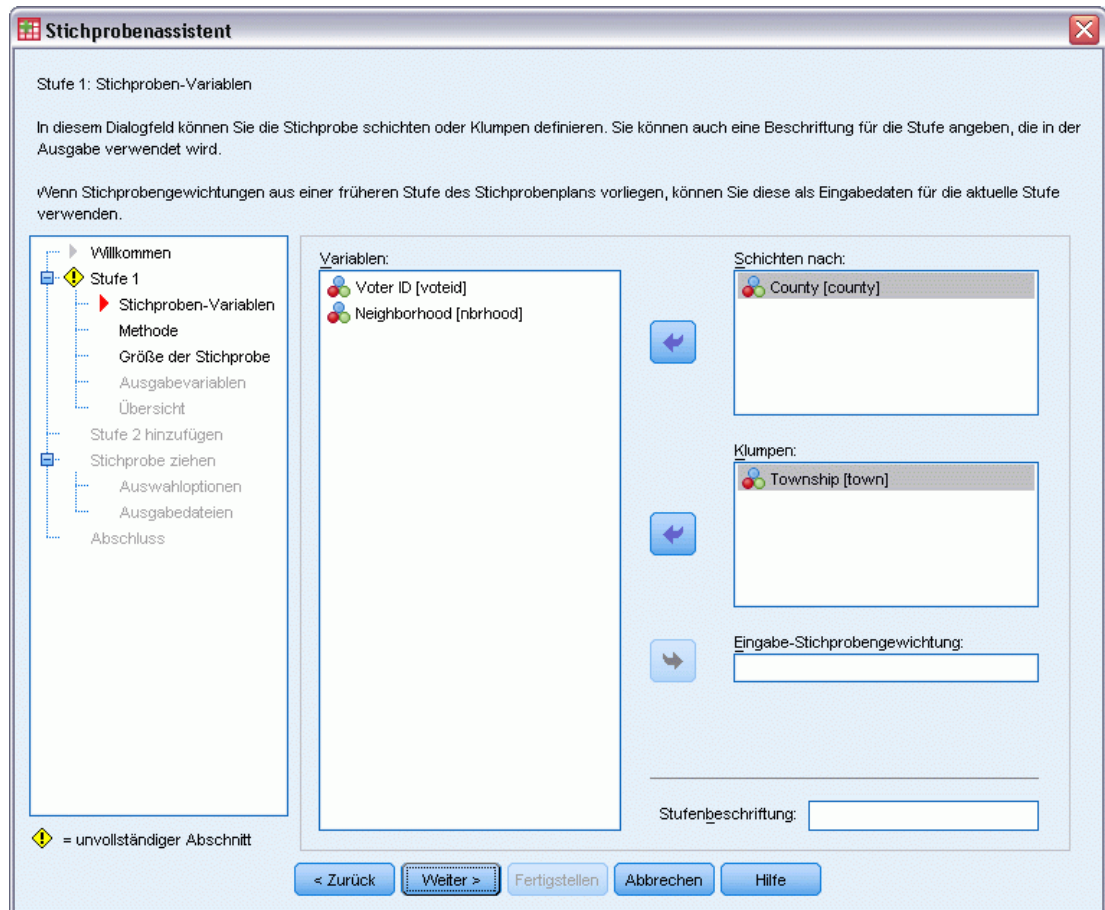 Stichprobenassistent
Stufe 1: Stichproben-Variablen
In diesem Dialogfeld können Sie die Stichprobe schichten oder Klumpen definieren. Sie können auch eine Beschriftung für die Stufe angeben, die in der
Ausgabe verwendet wird.
Wenn Stichprobengewichtungen aus einer früheren Stufe des Stichprobenplans vorliegen, können Sie diese als Eingabedaten für die aktuelle Stufe
verwenden.
Willkommen
Stufe 1
Stichproben-Variablen
Methode
Größe der Stichprobe
Ausgabevariablen
Übersicht
Stufe 2 hinzufügen
Stichprobe ziehen
Auswahloptionen
Ausgabedateien
Abschluss
! = unvollständiger Abschnitt
Variablen:
Voter ID [voteid]
Neighborhood [nbrhood]
Schichten nach:
County [county]
Klumpen:
Township [town]
Eingabe-Stichprobengewichtung:
Stufenbeschriftung:
< Zurück
Weiter >
Fertigstellen
Abbrechen
Hilfe